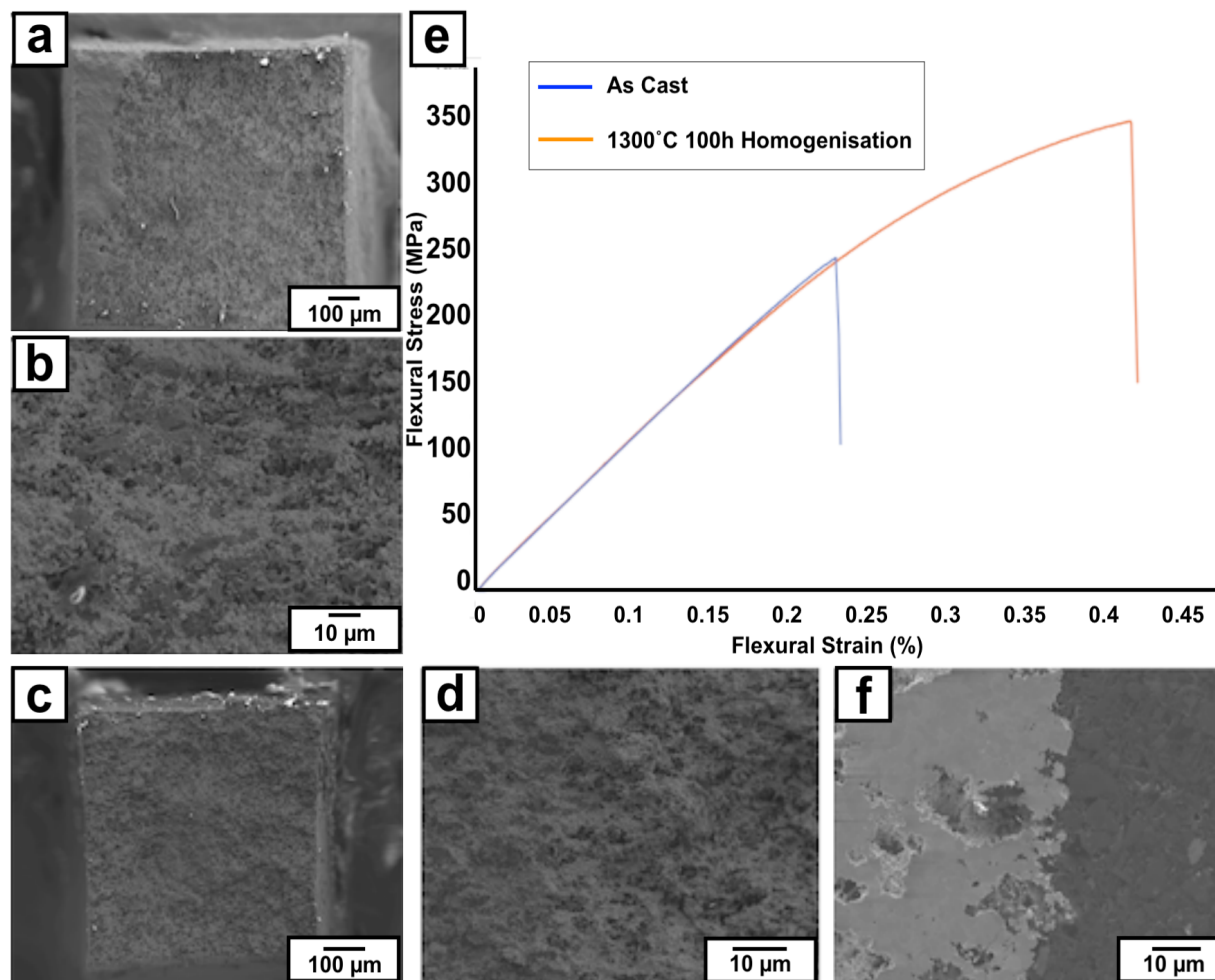 a
100 µm
b
10 µm
c
100 µm
d
10 µm
e
As Cast
1300˚C 100h Homogenisation
Flexural Stress (MPa)
350
300
250
200
150
100
50
0
0 0.05 0.1 0.15 0.2 0.25 0.3 0.35 0.4 0.45
Flexural Strain (%)
f
10 µm